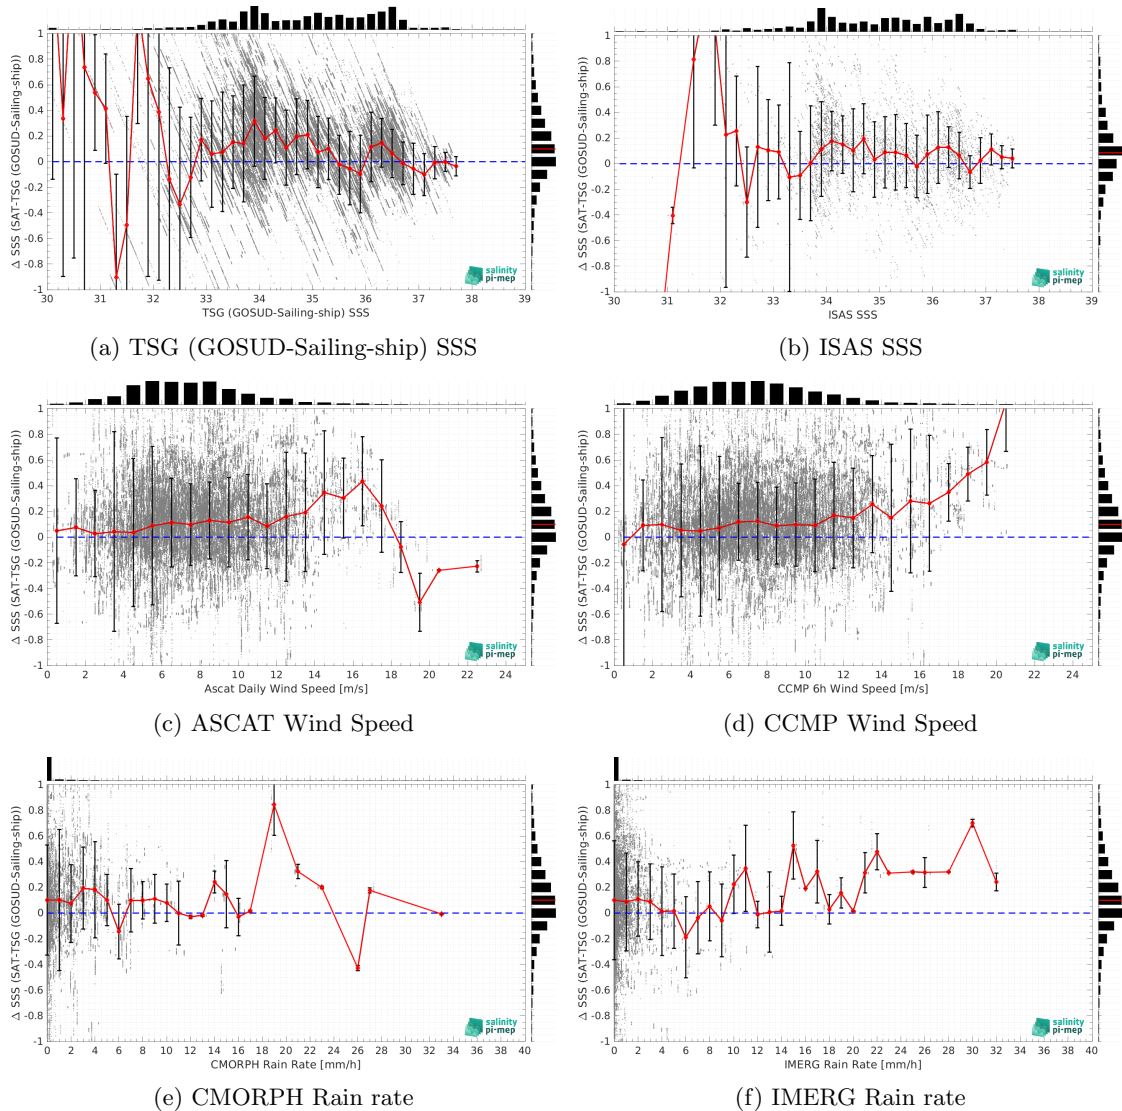 Δ SSS (SAT-TSG (GOSUD-Sailing-ship))
1
0.8
0.6
0.4
0.2
0
-0.2
-0.4
-0.6
-0.8
-1
salinity
pi-mep
30 31 32 33 34 35 36 37 38 39
TSG (GOSUD-Sailing-ship) SSS
(a) TSG (GOSUD-Sailing-ship) SSS
Δ SSS (SAT-TSG (GOSUD-Sailing-ship))
1
0.8
0.6
0.4
0.2
0
-0.2
-0.4
-0.6
-0.8
-1
salinity
pi-mep
30 31 32 33 34 35 36 37 38 39
ISAS SSS
(b) ISAS SSS
Δ SSS (SAT-TSG (GOSUD-Sailing-ship))
1
0.8
0.6
0.4
0.2
0
-0.2
-0.4
-0.6
-0.8
-1
salinity
pi-mep
0 2 4 6 8 10 12 14 16 18 20 22 24
Ascat Daily Wind Speed [m/s]
(c) ASCAT Wind Speed
Δ SSS (SAT-TSG (GOSUD-Sailing-ship))
1
0.8
0.6
0.4
0.2
0
-0.2
-0.4
-0.6
-0.8
-1
salinity
pi-mep
0 2 4 6 8 10 12 14 16 18 20 22 24
CCMP 6h Wind Speed [m/s]
(d) CCMP Wind Speed
Δ SSS (SAT-TSG (GOSUD-Sailing-ship))
1
0.8
0.6
0.4
0.2
0
-0.2
-0.4
-0.6
-0.8
-1
salinity
pi-mep
0 2 4 6 8 10 12 14 16 18 20 22 24 26 28 30 32 34 36 38 40
CMORPH Rain Rate [mm/h]
(e) CMORPH Rain rate
Δ SSS (SAT-TSG (GOSUD-Sailing-ship))
1
0.8
0.6
0.4
0.2
0
-0.2
-0.4
-0.6
-0.8
-1
salinity
pi-mep
0 2 4 6 8 10 12 14 16 18 20 22 24 26 28 30 32 34 36 38 40
IMERG Rain Rate [mm/h]
(f) IMERG Rain rate